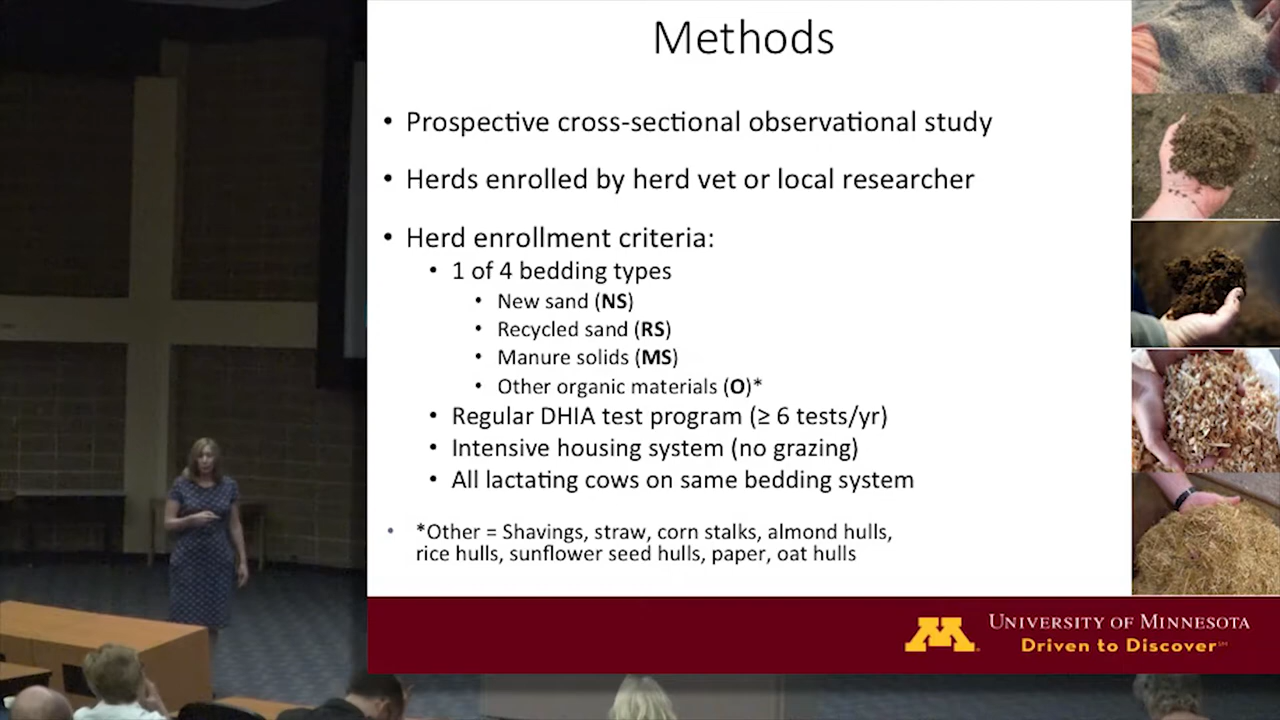 Methods
• Prospective cross-sectional observational study
• Herds enrolled by herd vet or local researcher
• Herd enrollment criteria:
• 1 of 4 bedding types
• New sand (NS)
• Recycled sand (RS)
• Manure solids (MS)
• Other organic materials (O)*
• Regular DHIA test program (≥ 6 tests/yr)
• Intensive housing system (no grazing)
• All lactating cows on same bedding system
• *Other = Shavings, straw, corn stalks, almond hulls,
rice hulls, sunflower seed hulls, paper, oat hulls
M
UNIVERSITY OF MINNESOTA
Driven to Discover℠